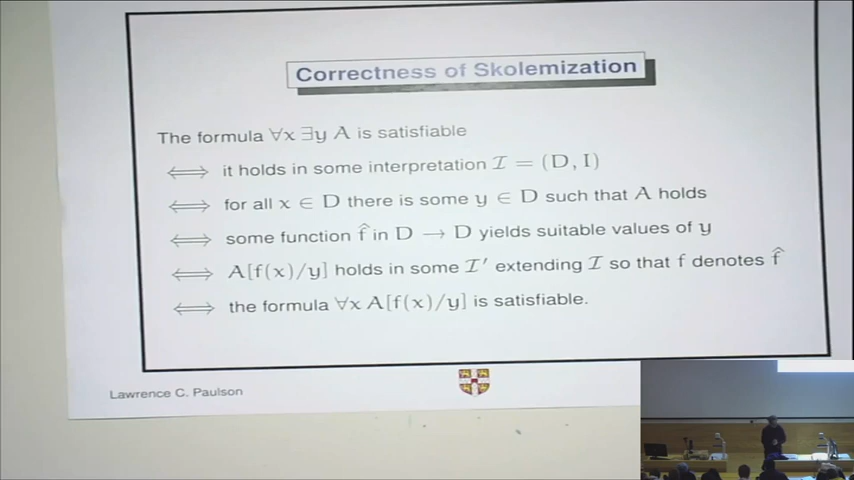 Correctness of Skolemization
The formula ∀x ∃y A is satisfiable
⟺ it holds in some interpretation ℐ = (D, I)
⟺ for all x ∈ D there is some y ∈ D such that A holds
⟺ some function f̂ in D → D yields suitable values of y
⟺ A[f(x)/y] holds in some ℐ′ extending ℐ so that f denotes f̂
⟺ the formula ∀x A[f(x)/y] is satisfiable.
Lawrence C. Paulson